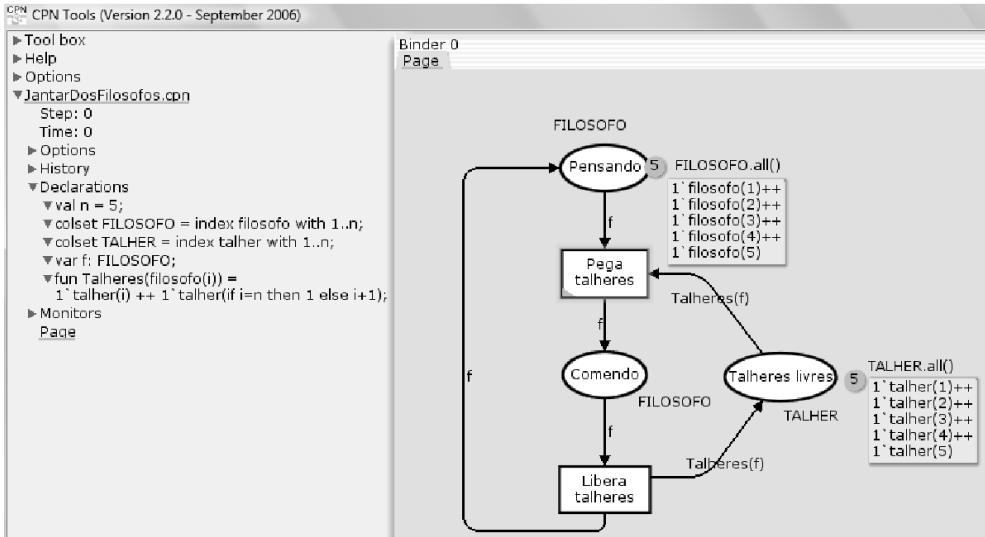 CPN Tools (Version 2.2.0 - September 2006)
Tool box
Help
Options
JantarDosFilosofos.cpn
Step: 0
Time: 0
Options
History
Declarations
val n = 5;
colset FILOSOFO = index filosofo with 1..n;
colset TALHER = index talher with 1..n;
var f: FILOSOFO;
fun Talheres(filosofo(i)) =
1`talher(i) ++ 1`talher(if i=n then 1 else i+1);
Monitors
Page
Binder 0
Page
FILOSOFO
Pensando
5
FILOSOFO.all()
1`filosofo(1)++
1`filosofo(2)++
1`filosofo(3)++
1`filosofo(4)++
1`filosofo(5)
f
Pega
talheres
Talheres(f)
f
Comendo
FILOSOFO
Talheres livres
5
TALHER.all()
1`talher(1)++
1`talher(2)++
1`talher(3)++
1`talher(4)++
1`talher(5)
TALHER
f
f
Talheres(f)
Libera
talheres